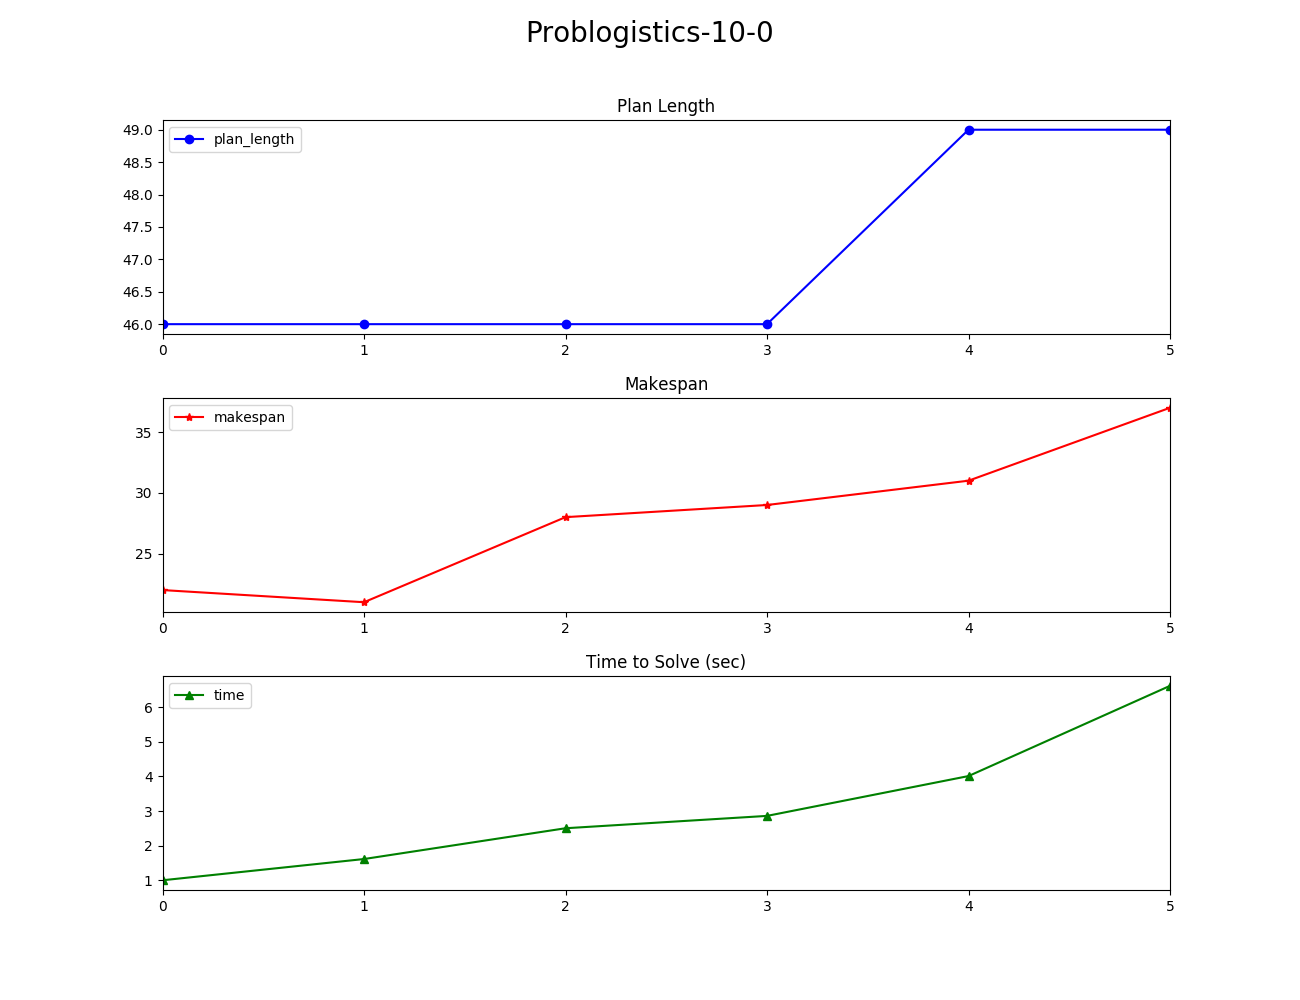 Problogistics-10-0
Plan Length
plan_length
49.0
48.5
48.0
47.5
47.0
46.5
46.0
0 1 2 3 4 5
Makespan
makespan
35
30
25
0 1 2 3 4 5
Time to Solve (sec)
time
6
5
4
3
2
1
0 1 2 3 4 5